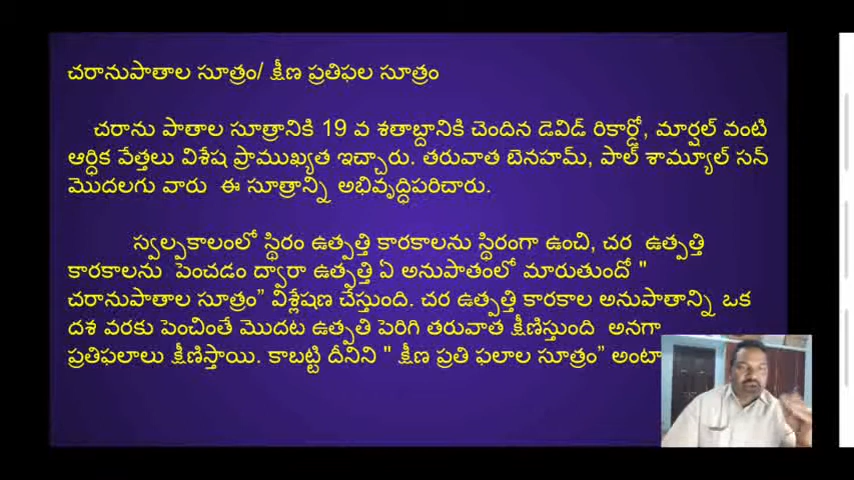 చరానుపాతాల సూత్రం/ క్షీణ ప్రతిఫల సూత్రం
చరాను పాతాల సూత్రానికి 19 వ శతాబ్దానికి చెందిన డెవిడ్ రికార్డో, మార్షల్ వంటి
ఆర్ధిక వేత్తలు విశేష ప్రాముఖ్యత ఇచ్చారు. తరువాత బెనహమ్, పాల్ శామ్యూల్ సన్
మొదలగు వారు ఈ సూత్రాన్ని అభివృద్ధిపరిచారు.
స్వల్పకాలంలో స్థిరం ఉత్పత్తి కారకాలను స్థిరంగా ఉంచి, చర ఉత్పత్తి
కారకాలను పెంచడం ద్వారా ఉత్పత్తి ఏ అనుపాతంలో మారుతుందో "
చరానుపాతాల సూత్రం” విశ్లేషణ చేస్తుంది. చర ఉత్పత్తి కారకాల అనుపాతాన్ని ఒక
దశ వరకు పెంచింతే మొదట ఉత్పతి పెరిగి తరువాత క్షీణిస్తుంది అనగా
ప్రతిఫలాలు క్షీణిస్తాయి. కాబట్టి దీనిని " క్షీణ ప్రతి ఫలాల సూత్రం” అంటా